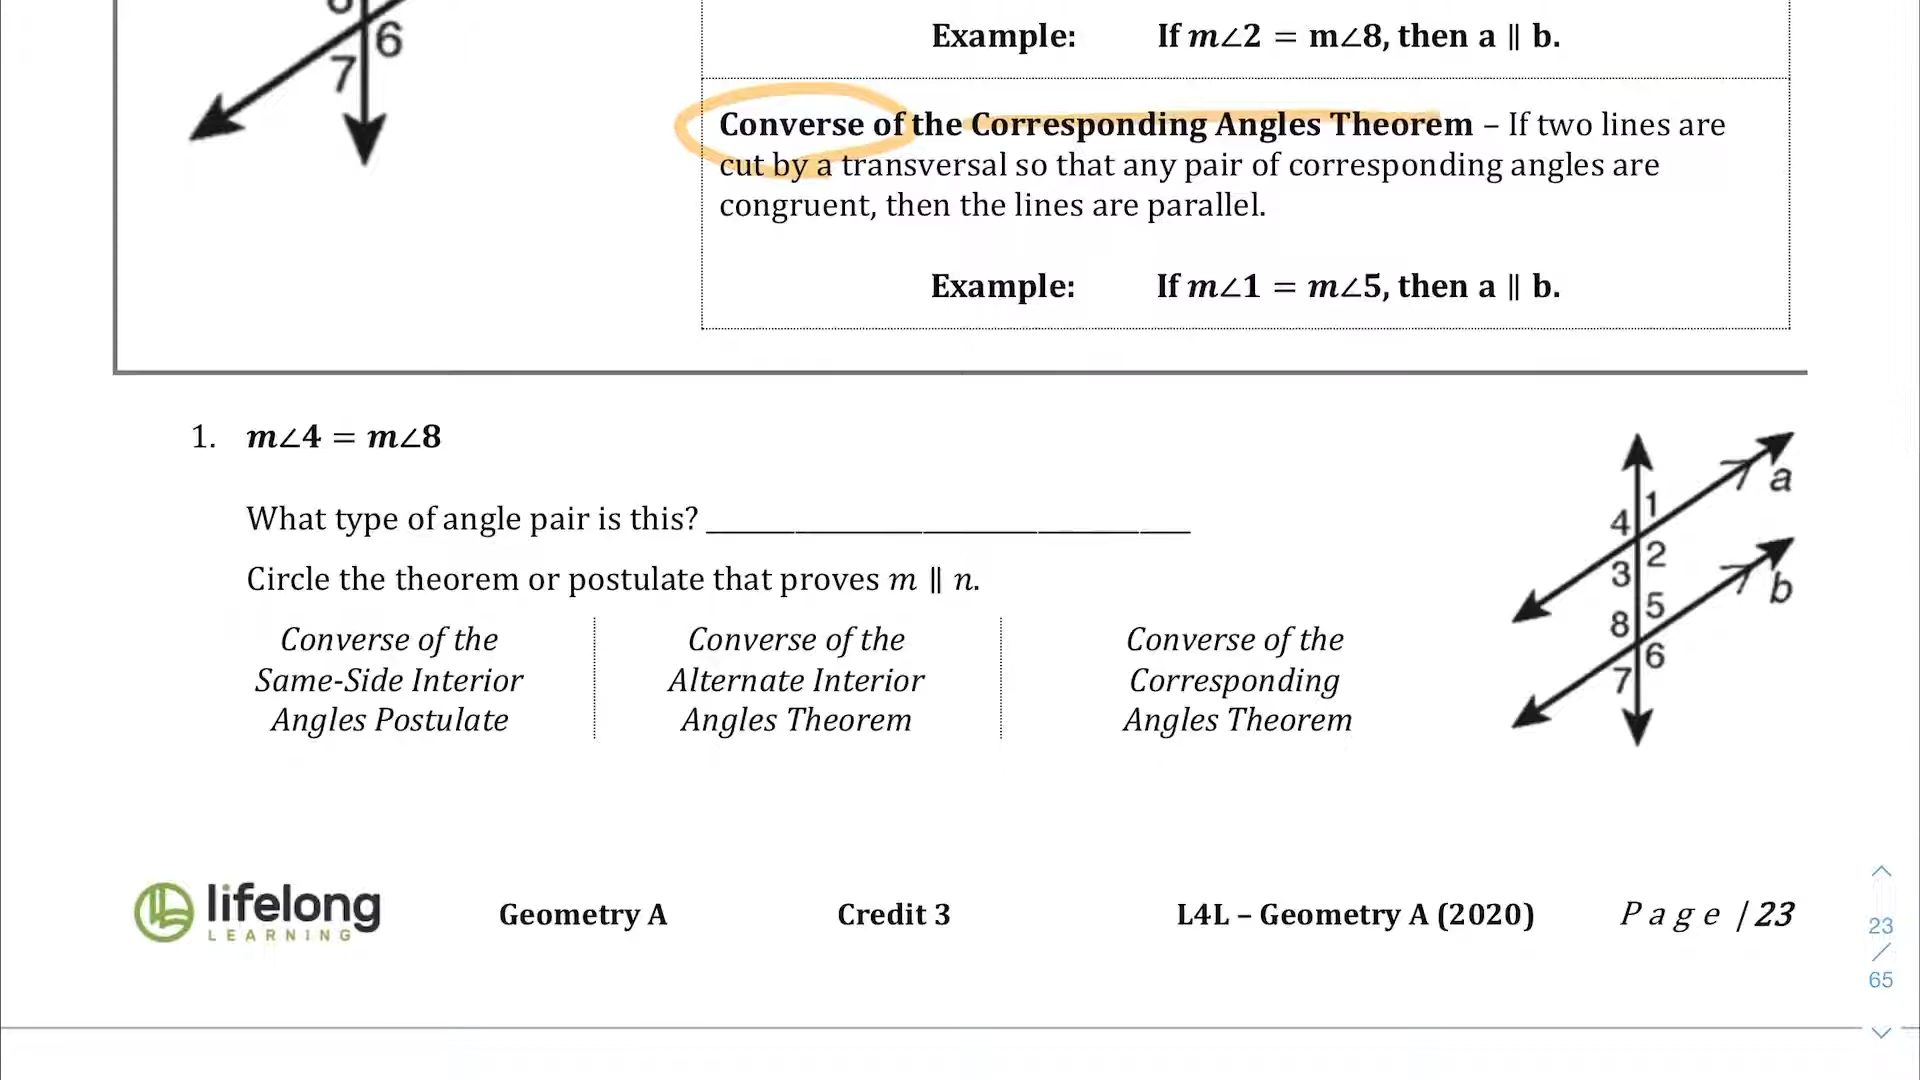 6
7
Example: If m∠2 = m∠8, then a ∥ b.
Converse of the Corresponding Angles Theorem – If two lines are
cut by a transversal so that any pair of corresponding angles are
congruent, then the lines are parallel.
Example: If m∠1 = m∠5, then a ∥ b.
1. m∠4 = m∠8
What type of angle pair is this? ______________________________
Circle the theorem or postulate that proves m ∥ n.
Converse of the
Same-Side Interior
Angles Postulate
Converse of the
Alternate Interior
Angles Theorem
Converse of the
Corresponding
Angles Theorem
a
4 1
3 2
b
8 5
7 6
lifelong
LEARNING
Geometry A Credit 3 L4L – Geometry A (2020) Page |23
23
/
65